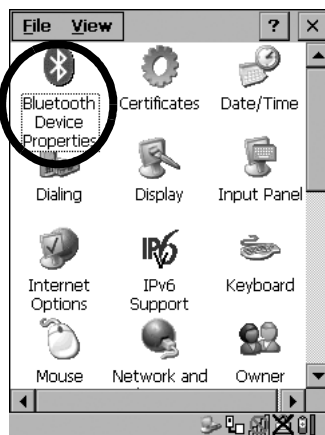 File View ? ×
Bluetooth Device Properties
Certificates
Date/Time
Dialing
Display
Input Panel
Internet Options
IPv6
IPv6 Support
Keyboard
Mouse
Network and
Owner